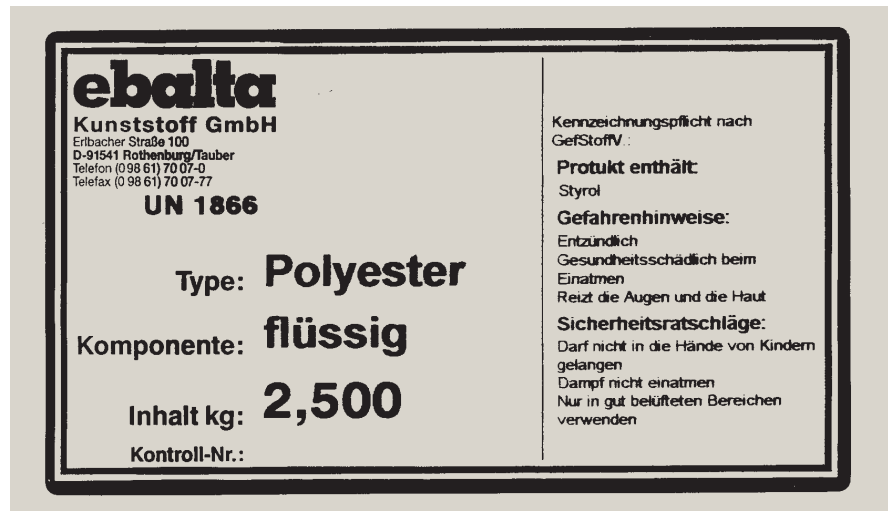 ebalta
Kunststoff GmbH
Erlbacher Straße 100
D-91541 Rothenburg/Tauber
Telefon (0 98 61) 70 07-0
Telefax (0 98 61) 70 07-77
UN 1866
Type: Polyester
Komponente: flüssig
Inhalt kg: 2,500
Kontroll-Nr.:
Kennzeichnungspflicht nach
GefStoffV.:
Protukt enthält:
Styrol
Gefahrenhinweise:
Entzündlich
Gesundheitsschädlich beim
Einatmen
Reizt die Augen und die Haut
Sicherheitsratschläge:
Darf nicht in die Hände von Kindern
gelangen
Dampf nicht einatmen
Nur in gut belüfteten Bereichen
verwenden